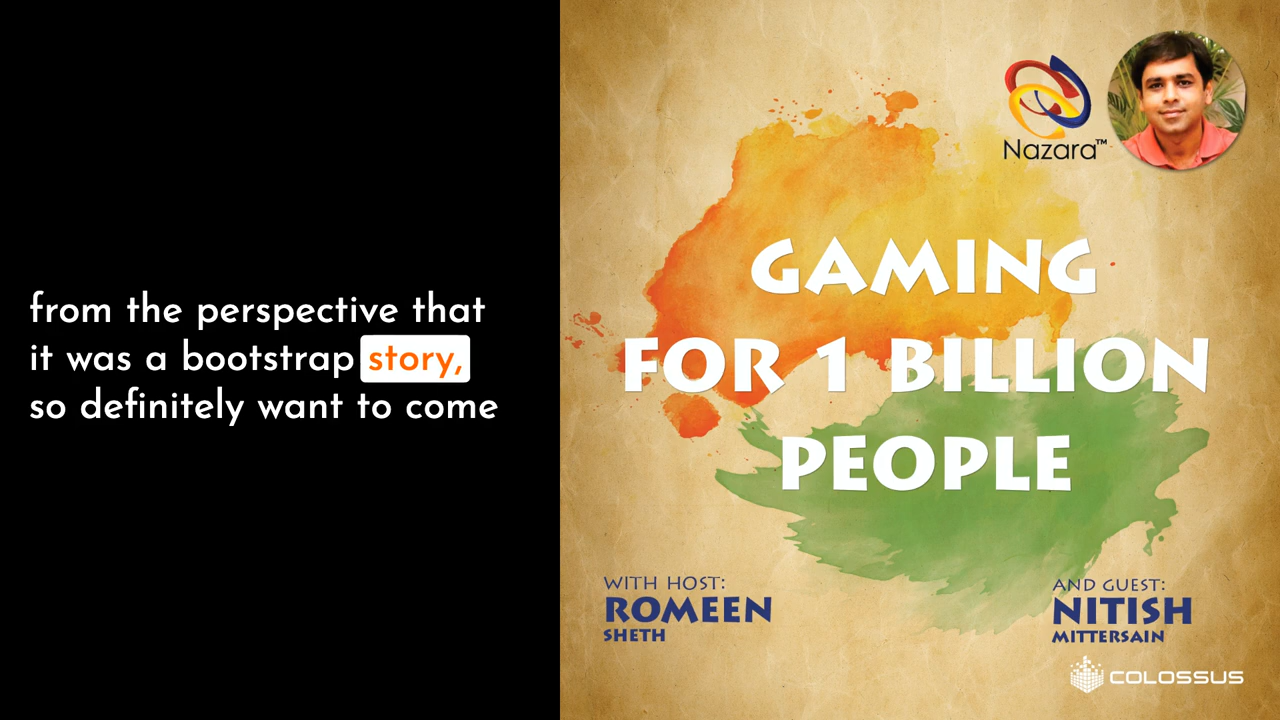 from the perspective that
it was a bootstrap story,
so definitely want to come
Nazara™
GAMING
FOR 1 BILLION
PEOPLE
WITH HOST:
ROMEEN
SHETH
AND GUEST:
NITISH
MITTERSAIN
COLOSSUS